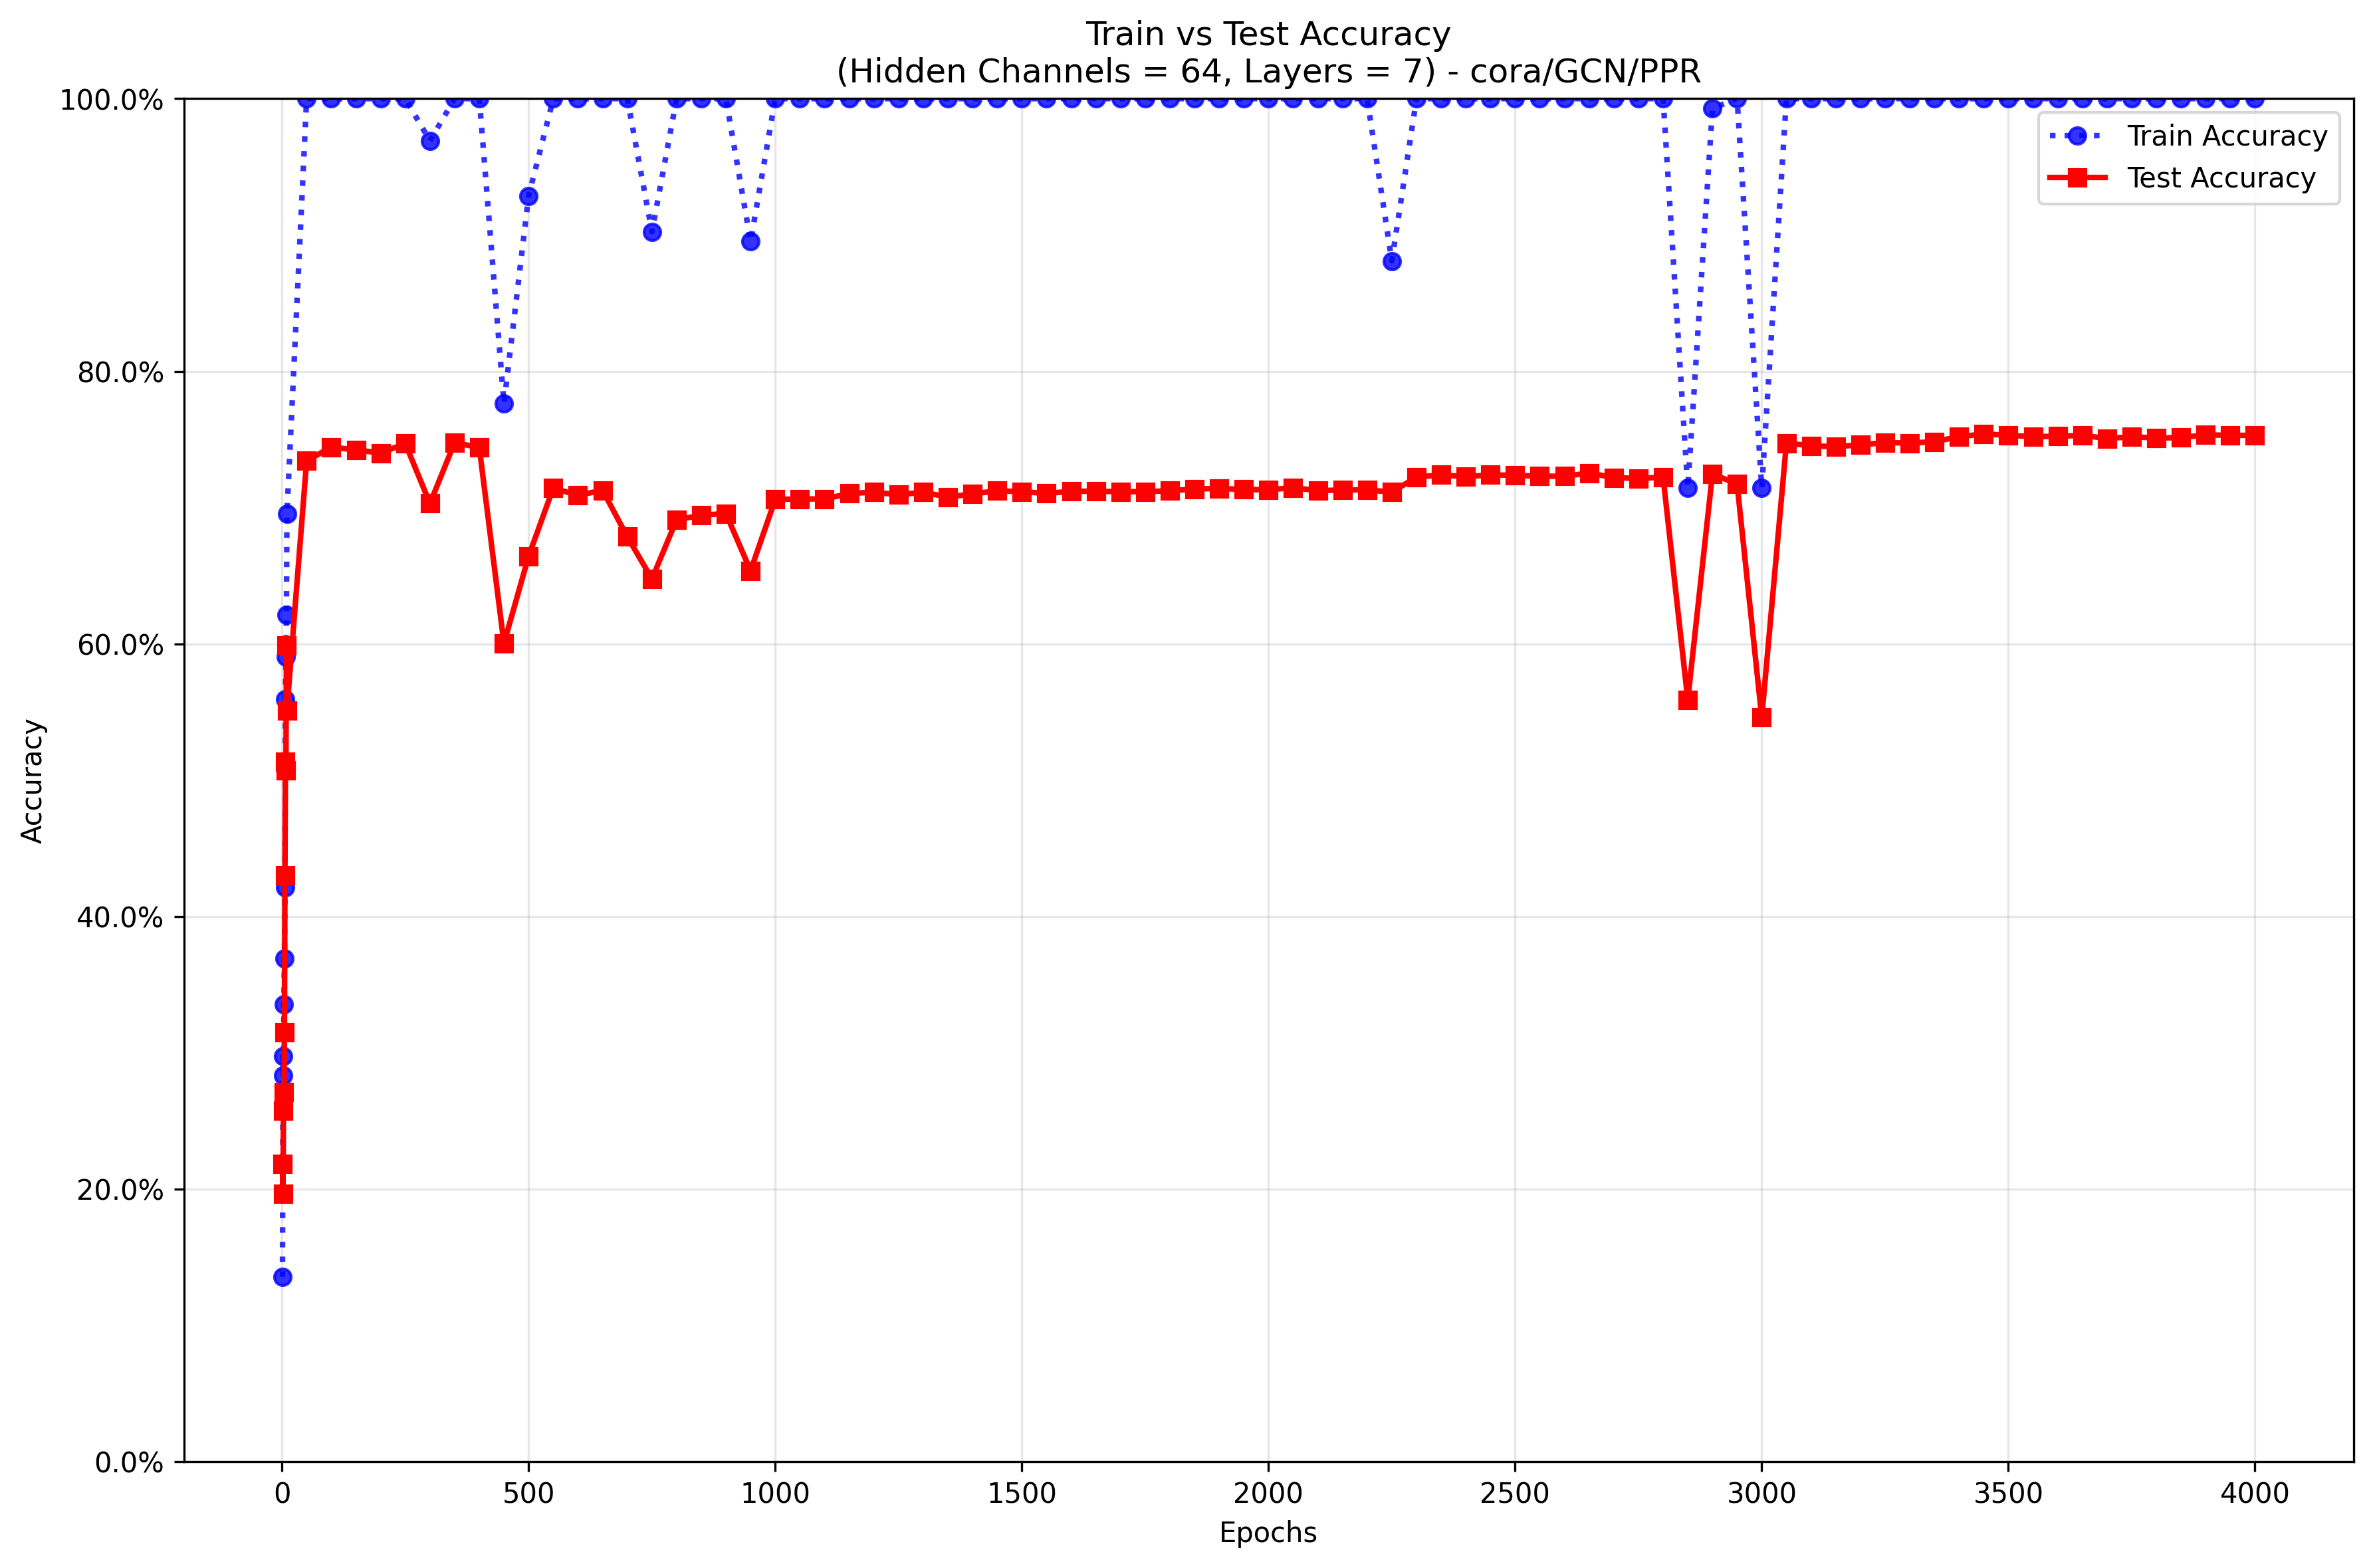 Train vs Test Accuracy
(Hidden Channels = 64, Layers = 7) - cora/GCN/PPR
100.0%
80.0%
60.0%
40.0%
20.0%
0.0%
Accuracy
Train Accuracy
Test Accuracy
0 500 1000 1500 2000 2500 3000 3500 4000
Epochs